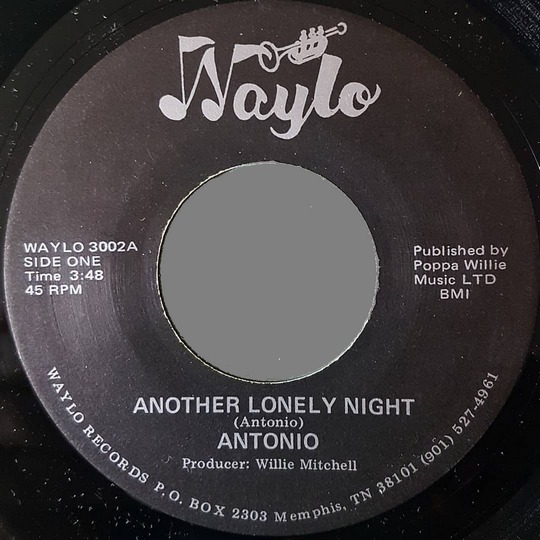 Waylo
WAYLO 3002A
SIDE ONE
Time 3:48
45 RPM
Published by
Poppa Willie
Music LTD
BMI
ANOTHER LONELY NIGHT
(Antonio)
ANTONIO
Producer: Willie Mitchell
WAYLO RECORDS P.O. BOX 2303 Memphis, TN 38101 (901) 527-4961